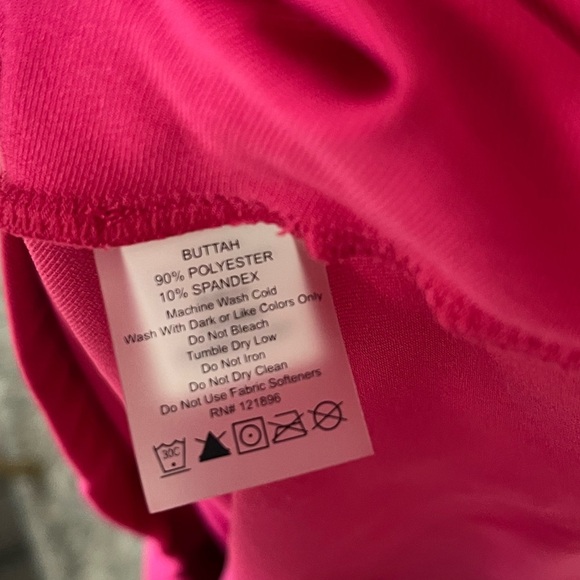 BUTTAH
90% POLYESTER
10% SPANDEX
Machine Wash Cold
Wash With Dark or Like Colors Only
Do Not Bleach
Tumble Dry Low
Do Not Iron
Do Not Dry Clean
Do Not Use Fabric Softeners
RN# 121896
30C